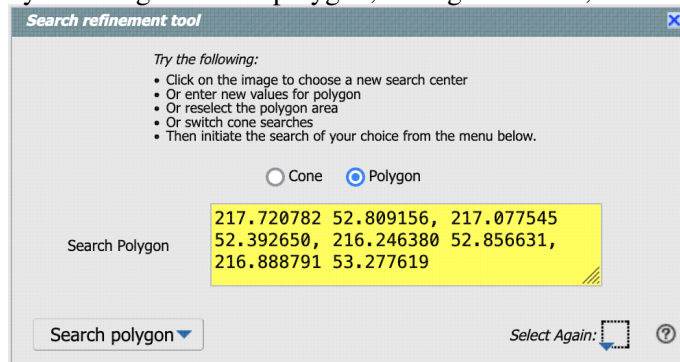 Search refinement tool
Try the following:
• Click on the image to choose a new search center
• Or enter new values for polygon
• Or reselect the polygon area
• Or switch cone searches
• Then initiate the search of your choice from the menu below.
Cone Polygon
217.720782 52.809156, 217.077545
Search Polygon 52.392650, 216.246380 52.856631,
216.888791 53.277619
Search polygon Select Again: ?